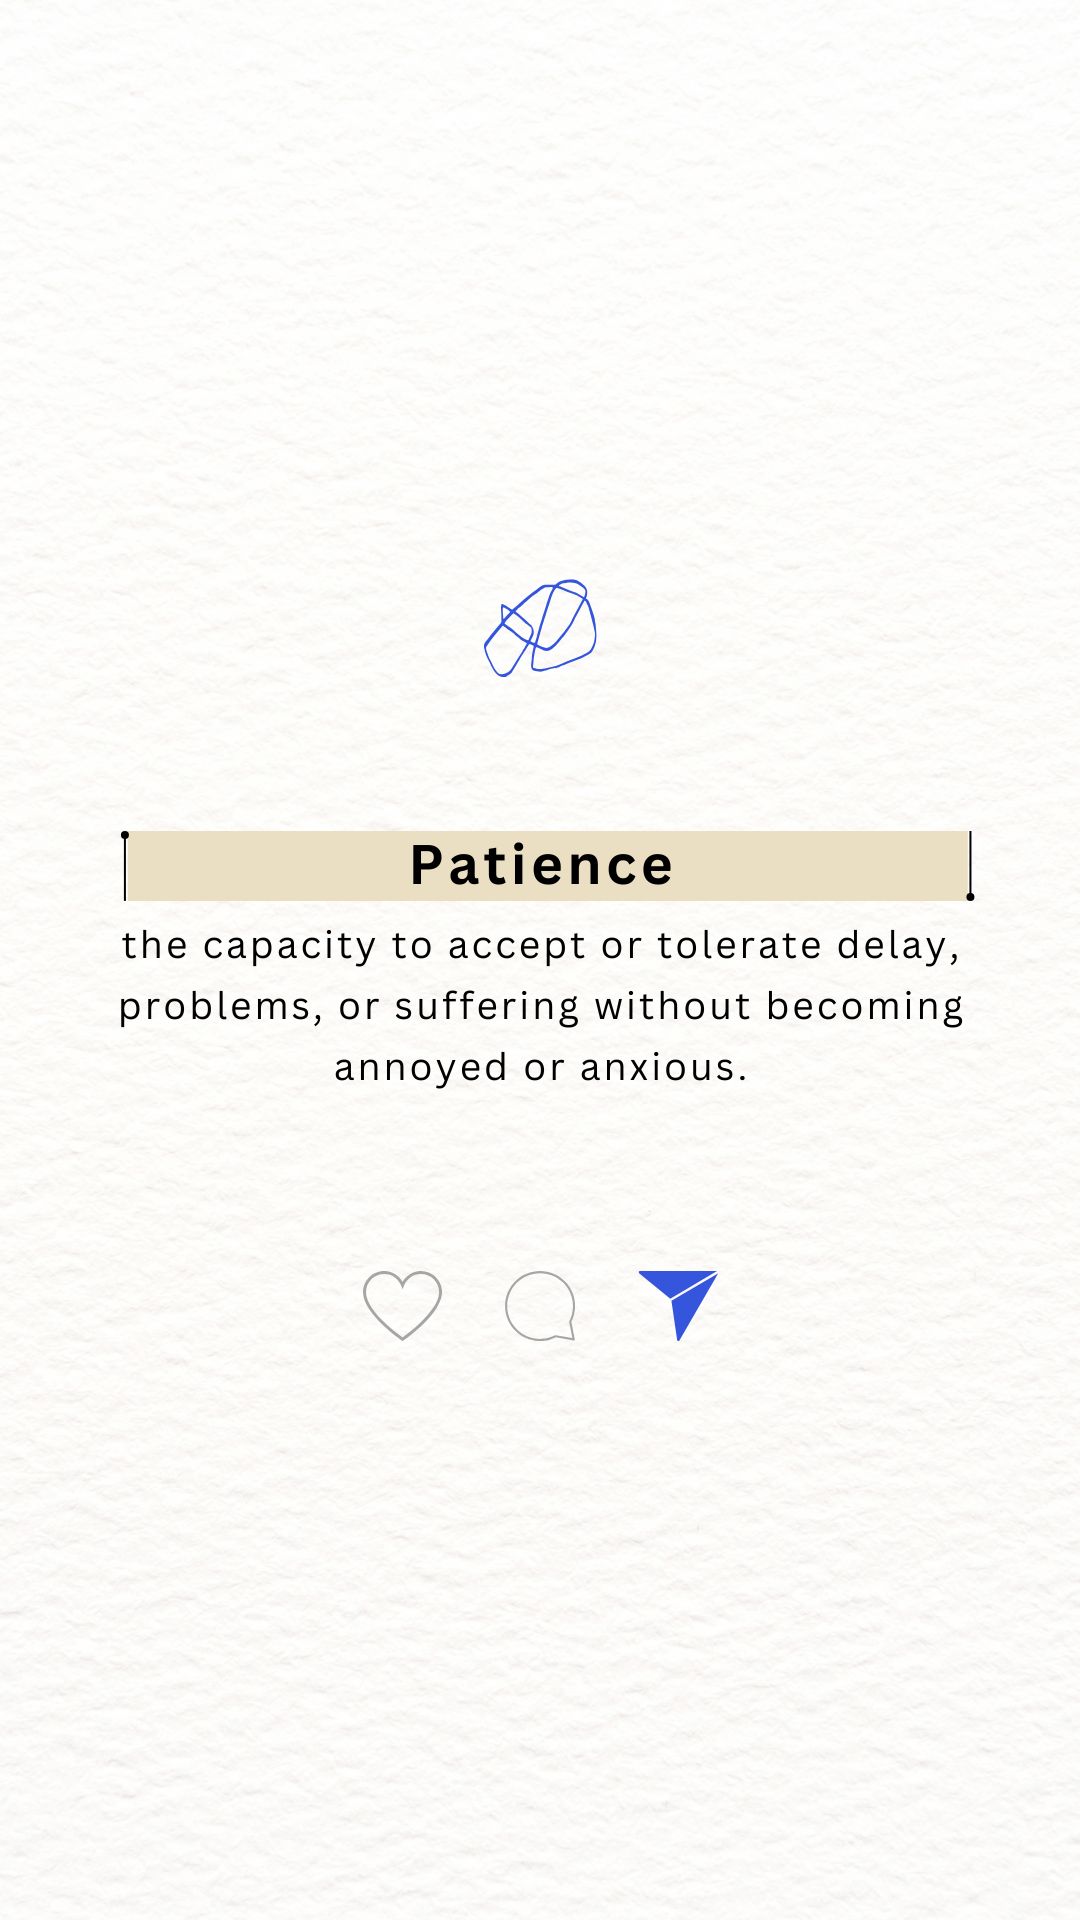 Patience
the capacity to accept or tolerate delay,
problems, or suffering without becoming
annoyed or anxious.